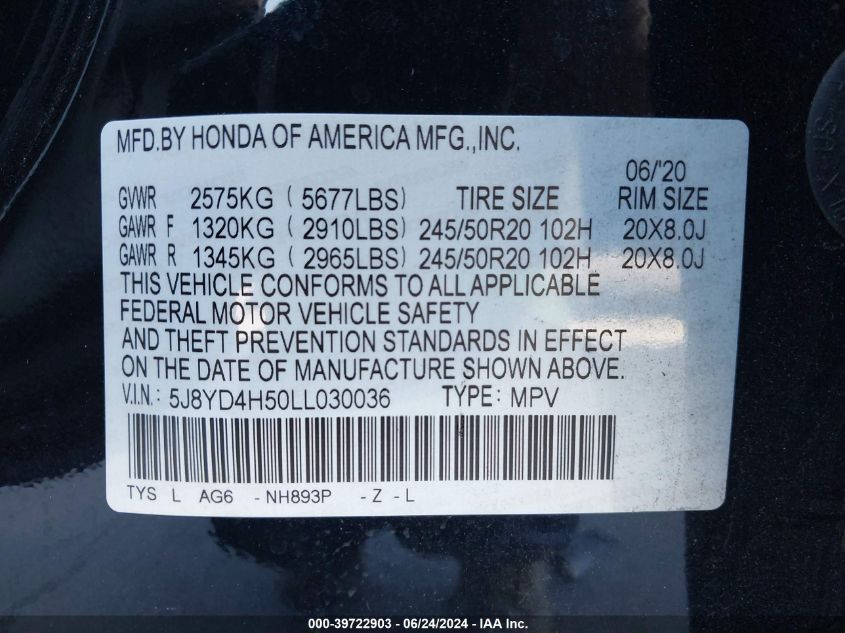 MFD.BY HONDA OF AMERICA MFG.,INC.
06/'20
GVWR 2575KG ( 5677LBS) TIRE SIZE RIM SIZE
GAWR F 1320KG ( 2910LBS) 245/50R20 102H 20X8.0J
GAWR R 1345KG ( 2965LBS) 245/50R20 102H 20X8.0J
THIS VEHICLE CONFORMS TO ALL APPLICABLE
FEDERAL MOTOR VEHICLE SAFETY
AND THEFT PREVENTION STANDARDS IN EFFECT
ON THE DATE OF MANUFACTURE SHOWN ABOVE.
V.I.N.: 5J8YD4H50LL030036 TYPE: MPV
TYS L AG6 - NH893P - Z - L
000-39722903 / 06/24/2024 / IAA Inc.